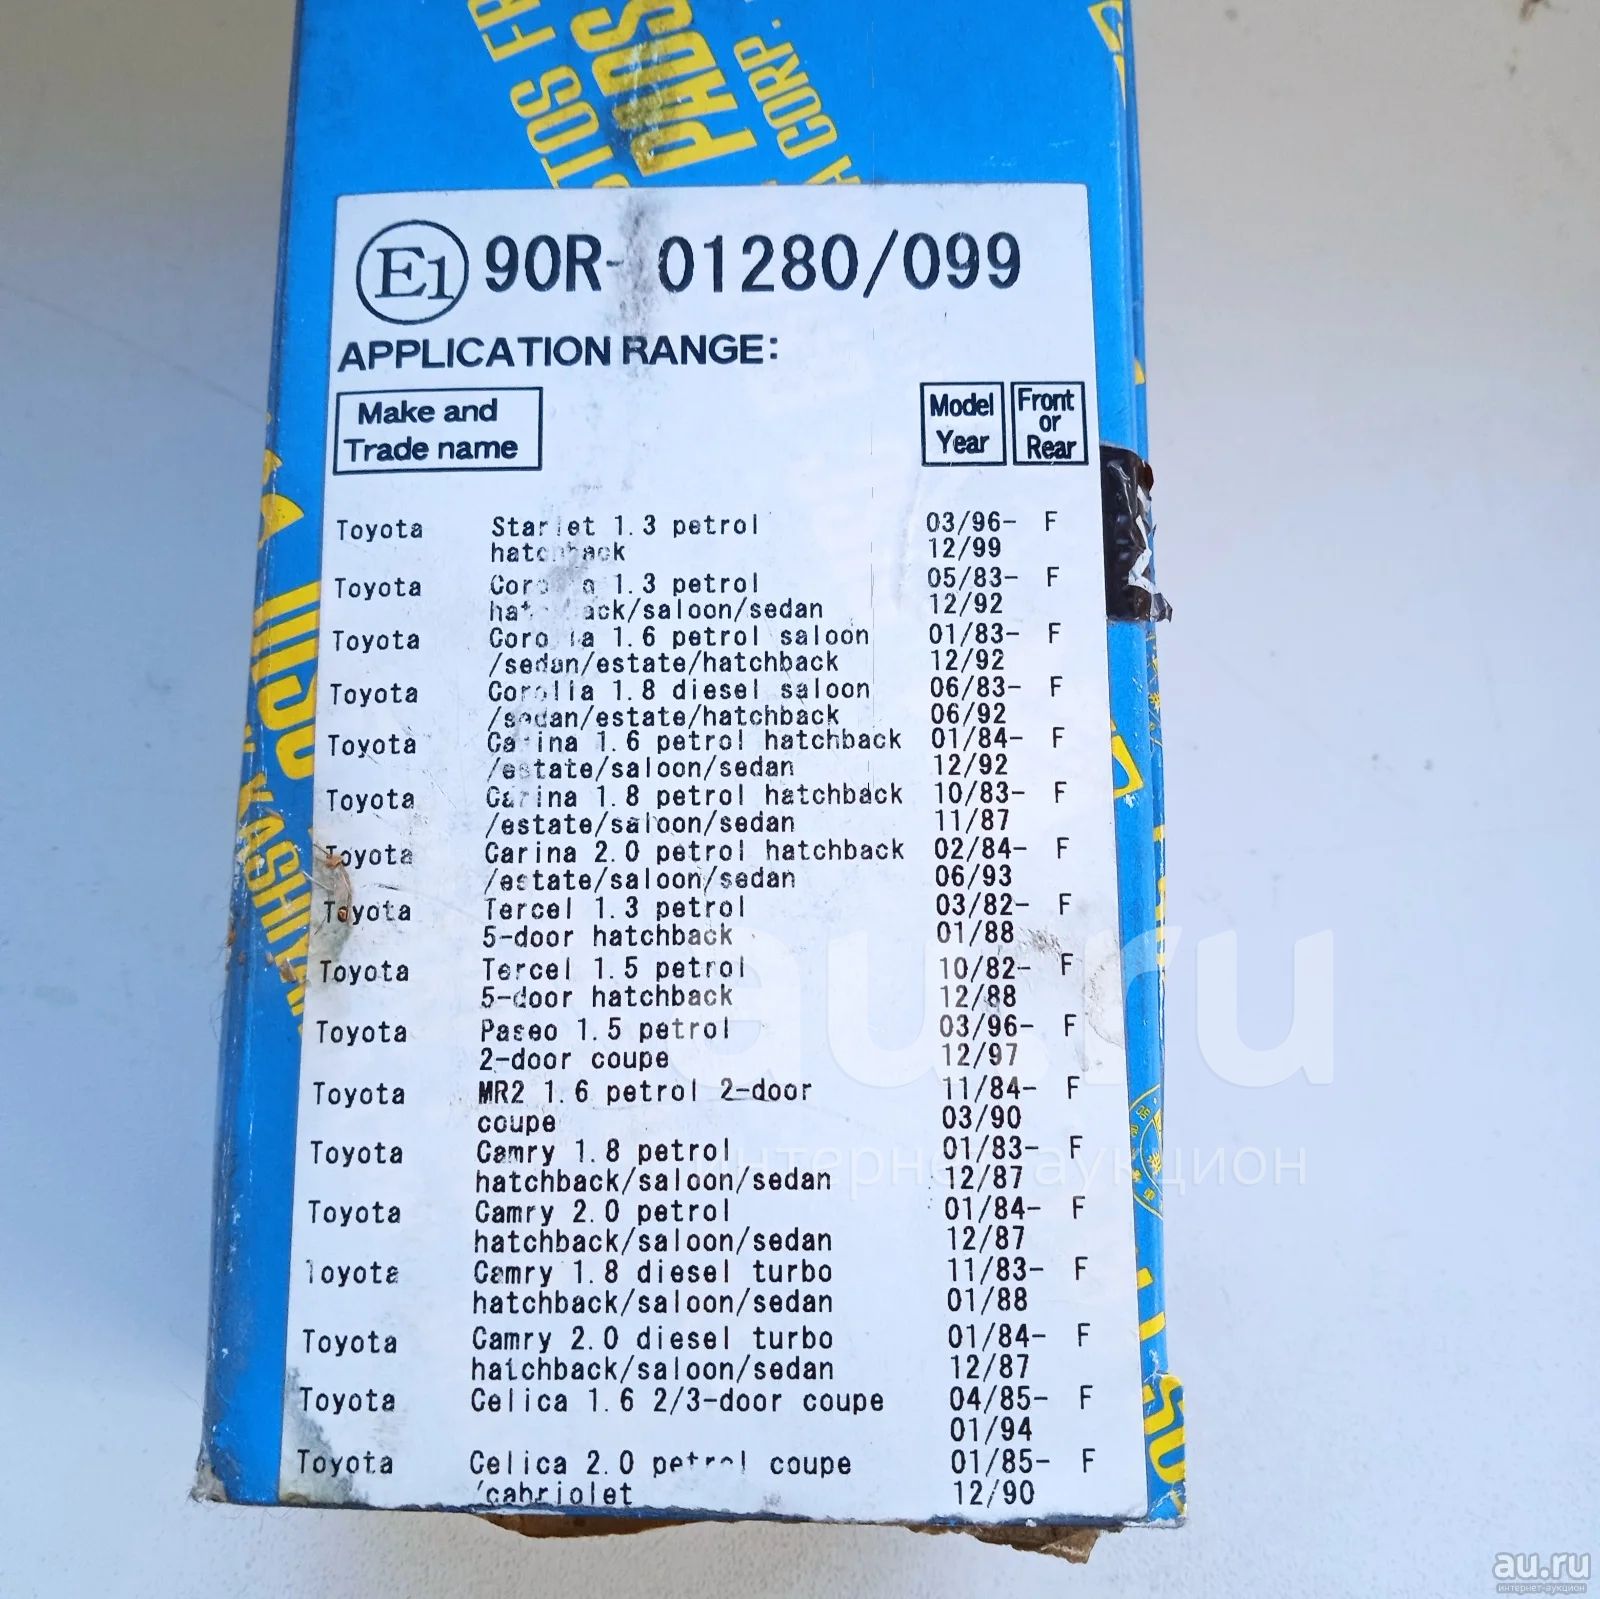 PADS
PADS
CORP.
E1 90R- 01280/099
APPLICATION RANGE:
Make and Trade name Model Year Front or Rear
Toyota Starlet 1.3 petrol 03/96- F
hatchback 12/99
Toyota Corolla 1.3 petrol 05/83- F
hatchback/saloon/sedan 12/92
Toyota Corolla 1.6 petrol saloon 01/83- F
/sedan/estate/hatchback 12/92
Toyota Corolla 1.8 diesel saloon 06/83- F
/sedan/estate/hatchback 06/92
Toyota Carina 1.6 petrol hatchback 01/84- F
/estate/saloon/sedan 12/92
Toyota Carina 1.8 petrol hatchback 10/83- F
/estate/saloon/sedan 11/87
Toyota Carina 2.0 petrol hatchback 02/84- F
/estate/saloon/sedan 06/93
Toyota Tercel 1.3 petrol 03/82- F
5-door hatchback 01/88
Toyota Tercel 1.5 petrol 10/82- F
5-door hatchback 12/88
Toyota Paseo 1.5 petrol 03/96- F
2-door coupe 12/97
Toyota MR2 1.6 petrol 2-door 11/84- F
coupe 03/90
Toyota Camry 1.8 petrol 01/83- F
hatchback/saloon/sedan 12/87
Toyota Camry 2.0 petrol 01/84- F
hatchback/saloon/sedan 12/87
Toyota Camry 1.8 diesel turbo 11/83- F
hatchback/saloon/sedan 01/88
Toyota Camry 2.0 diesel turbo 01/84- F
hatchback/saloon/sedan 12/87
Toyota Celica 1.6 2/3-door coupe 04/85- F
01/94
Toyota Celica 2.0 petrol coupe 01/85- F
/cabriolet 12/90
au.ru
интернет-аукцион
au.ru
интернет-аукцион